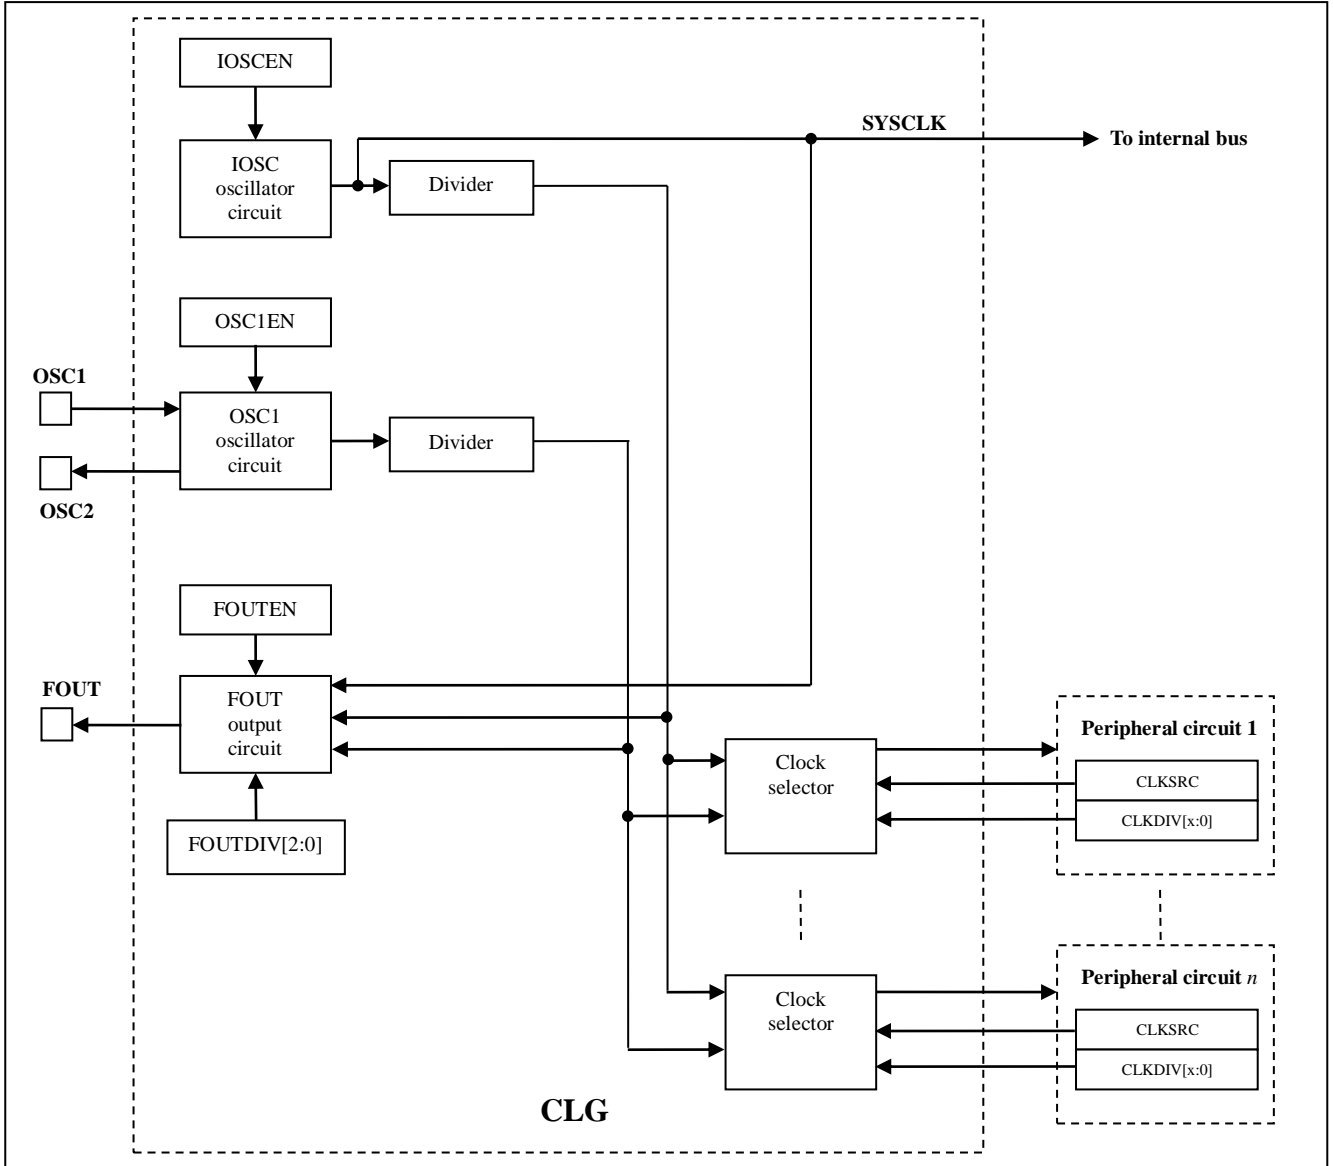 IOSCEN
SYSCLK
To internal bus
IOSC
oscillator
circuit
Divider
OSC1EN
OSC1
OSC1
oscillator
circuit
Divider
OSC2
FOUTEN
FOUT
FOUT
output
circuit
FOUTDIV[2:0]
Clock
selector
Peripheral circuit 1
CLKSRC
CLKDIV[x:0]
Clock
selector
Peripheral circuit n
CLKSRC
CLKDIV[x:0]
CLG